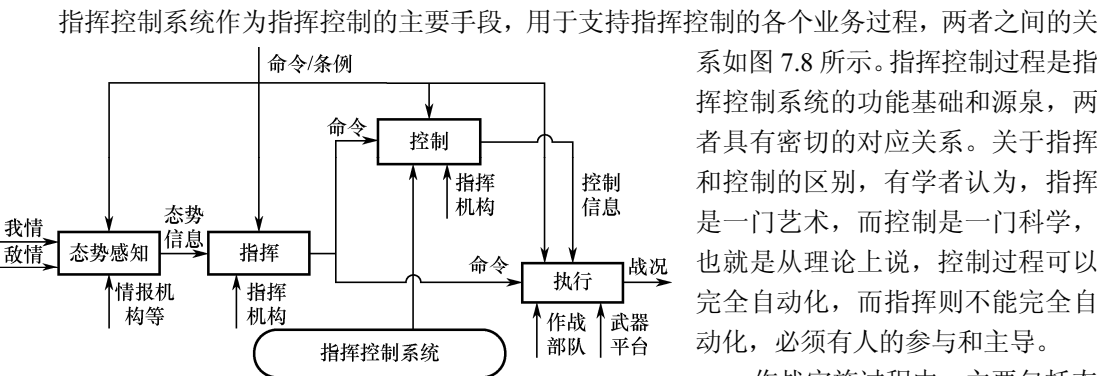 指挥控制系统作为指挥控制的主要手段，用于支持指挥控制的各个业务过程，两者之间的关
系如图 7.8 所示。指挥控制过程是指
挥控制系统的功能基础和源泉，两
者具有密切的对应关系。关于指挥
和控制的区别，有学者认为，指挥
是一门艺术，而控制是一门科学，
也就是从理论上说，控制过程可以
完全自动化，而指挥则不能完全自
动化，必须有人的参与和主导。
命令/条例
命令
控制
指挥
机构
控制
信息
我情
敌情
态势感知
态势
信息
指挥
命令
执行
战况
情报机
构等
指挥
机构
作战
部队
武器
平台
指挥控制系统